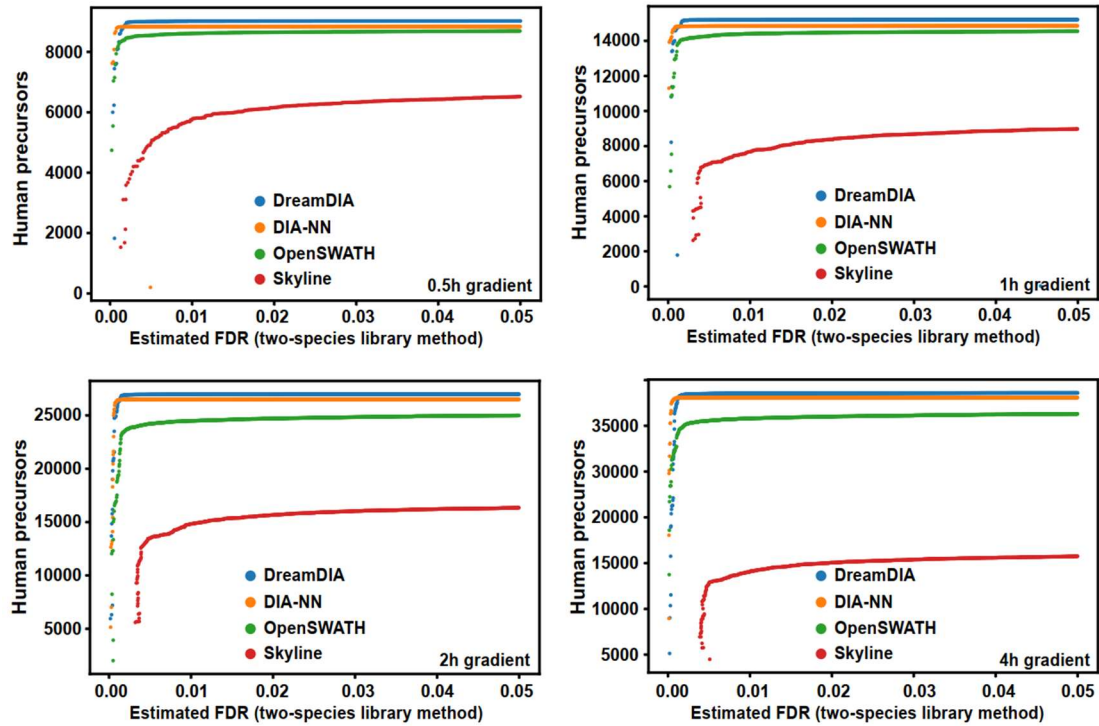 Human precursors
8000
6000
4000
2000
0
DreamDIA
DIA-NN
OpenSWATH
Skyline
0.5h gradient
0.00 0.01 0.02 0.03 0.04 0.05
Estimated FDR (two-species library method)
Human precursors
14000
12000
10000
8000
6000
4000
2000
0
DreamDIA
DIA-NN
OpenSWATH
Skyline
1h gradient
0.00 0.01 0.02 0.03 0.04 0.05
Estimated FDR (two-species library method)
Human precursors
25000
20000
15000
10000
5000
DreamDIA
DIA-NN
OpenSWATH
Skyline
2h gradient
0.00 0.01 0.02 0.03 0.04 0.05
Estimated FDR (two-species library method)
Human precursors
35000
30000
20000
15000
10000
5000
DreamDIA
DIA-NN
OpenSWATH
Skyline
4h gradient
0.00 0.01 0.02 0.03 0.04 0.05
Estimated FDR (two-species library method)